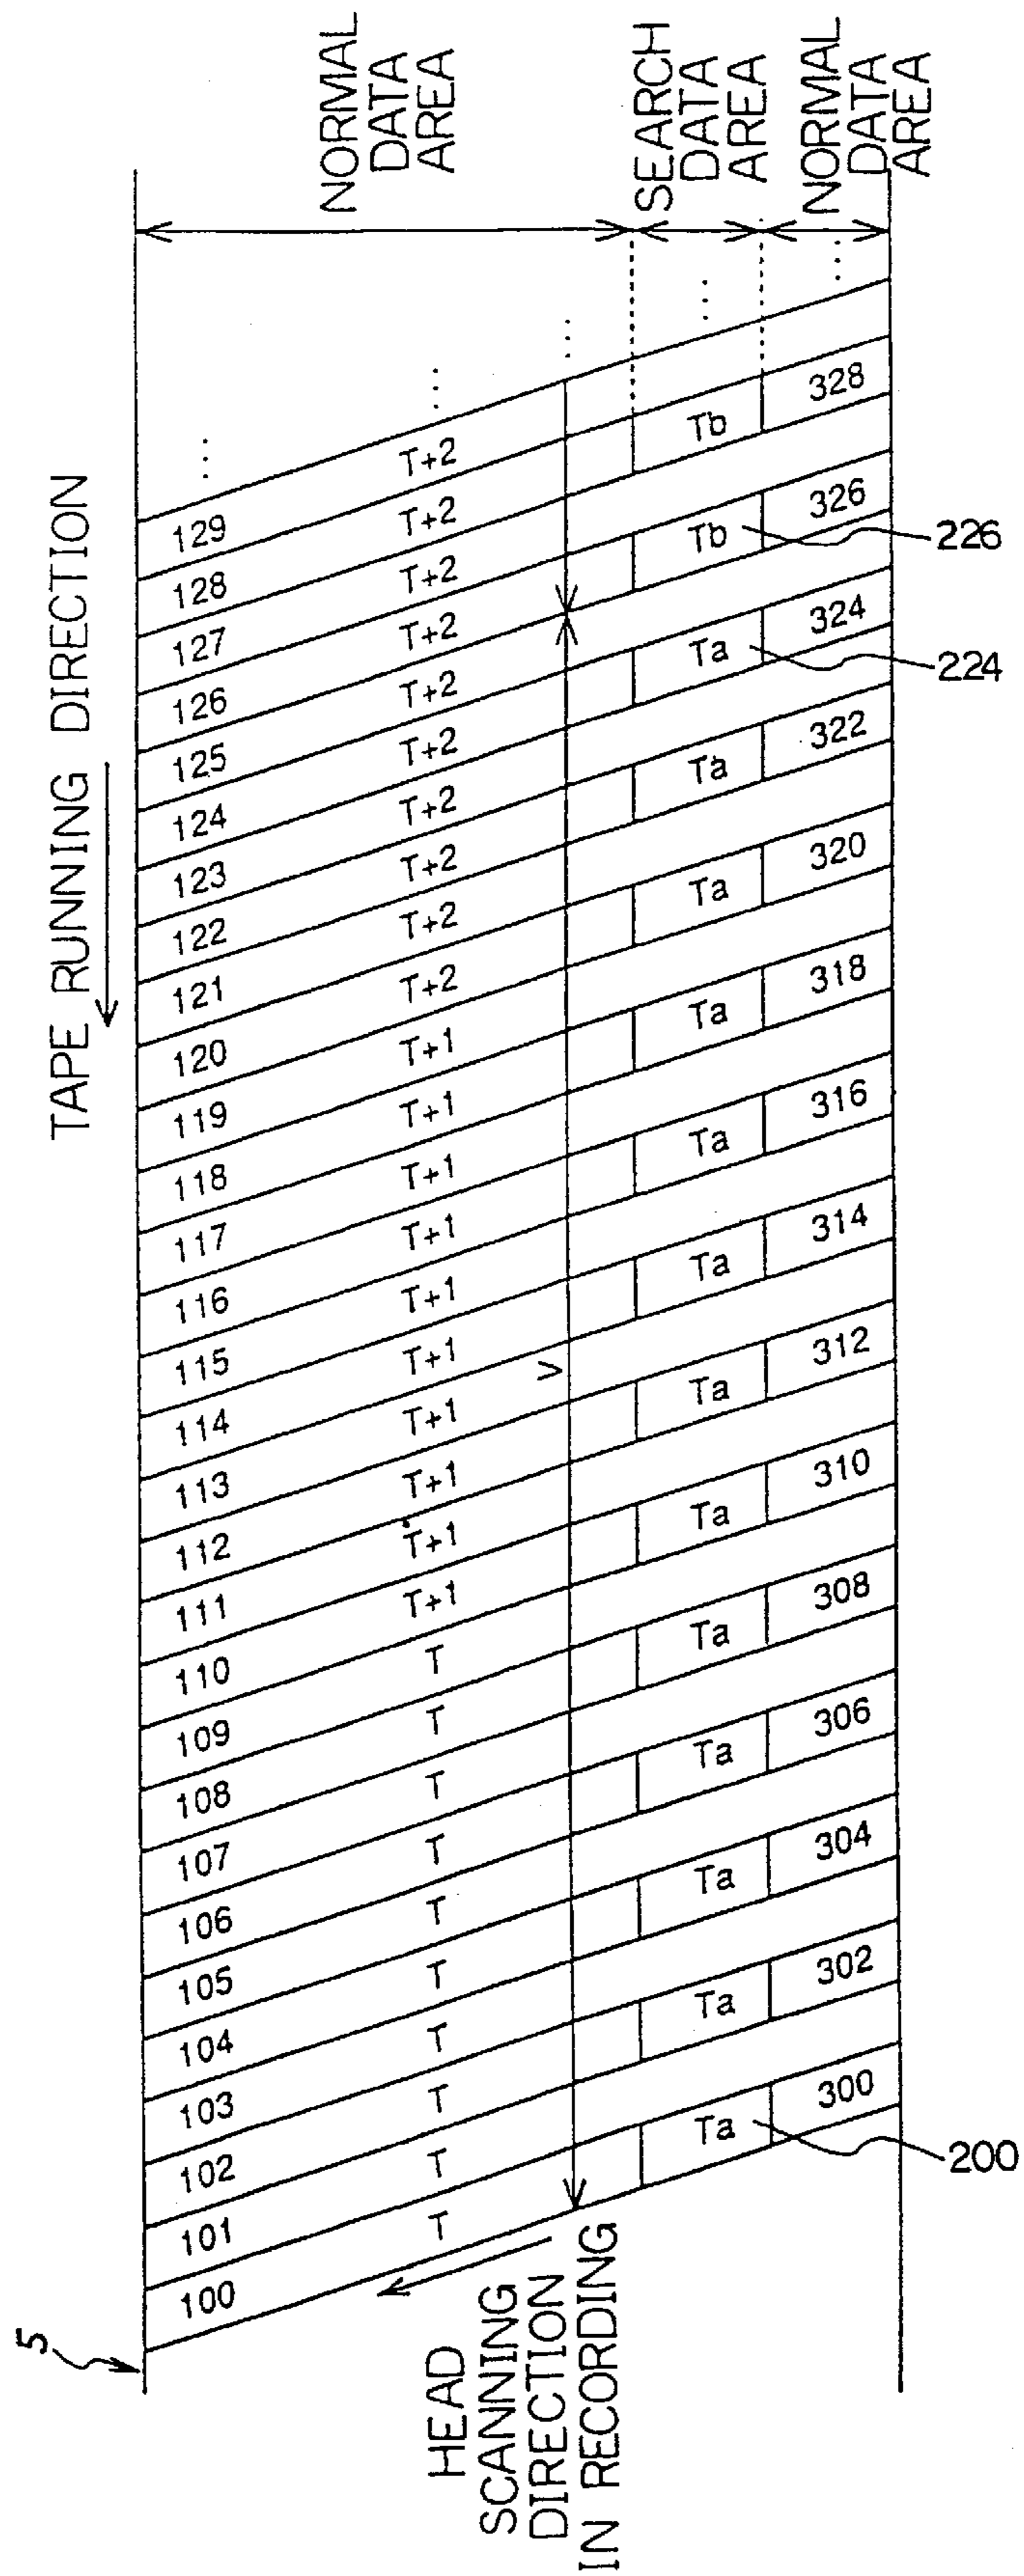 5
TAPE RUNNING DIRECTION
100 101 102 103 104 105 106 107 108 109 110 111 112 113 114 115 116 117 118 119 120 121 122 123 124 125 126 127 128 129 ...
T T T T T T T T T T T+1 T+1 T+1 T+1 T+1 T+1 T+1 T+1 T+1 T+1 T+2 T+2 T+2 T+2 T+2 T+2 T+2 T+2 T+2 T+2 ...
V ...
Ta Ta Ta Ta Ta Ta Ta Ta Ta Ta Ta Ta Ta Tb Tb ...
300 302 304 306 308 310 312 314 316 318 320 322 324 326 328 ...
200 224 226
HEAD
SCANNING
DIRECTION
IN RECORDING
NORMAL
DATA
AREA
SEARCH
DATA
AREA
NORMAL
DATA
AREA